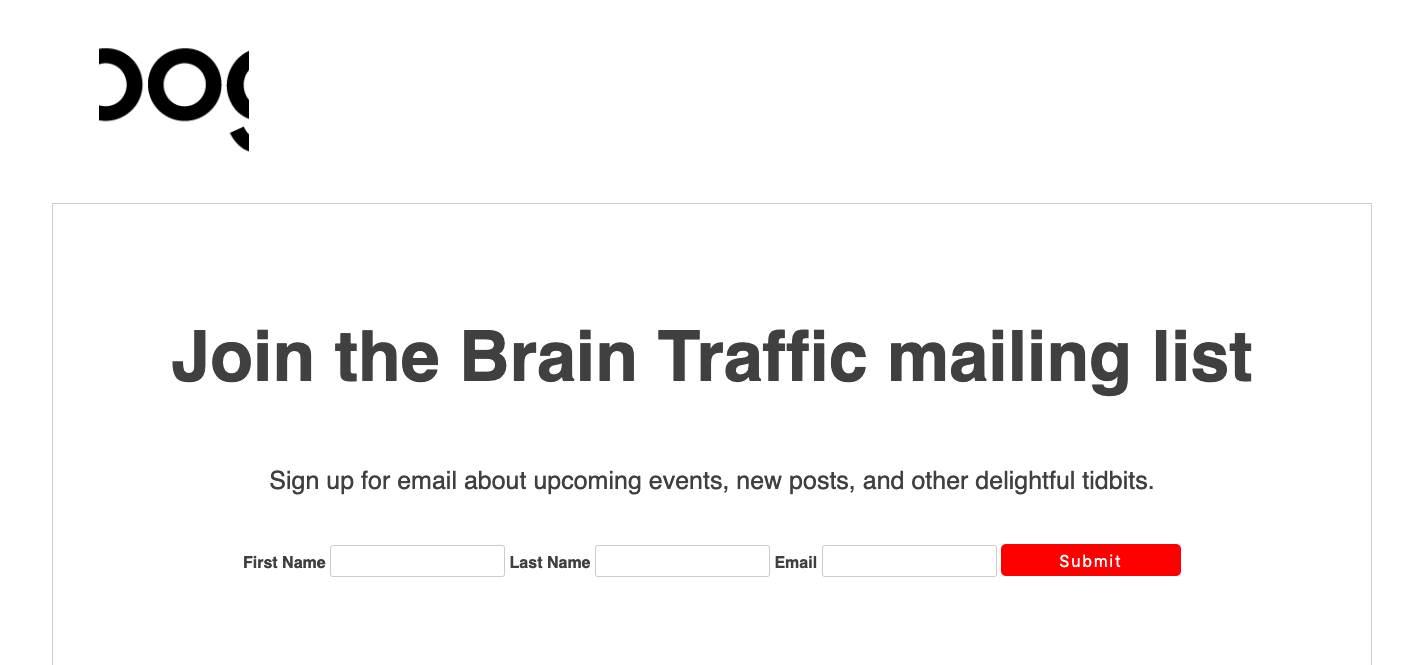 Join the Brain Traffic mailing list
Sign up for email about upcoming events, new posts, and other delightful tidbits.
First Name Last Name Email Submit